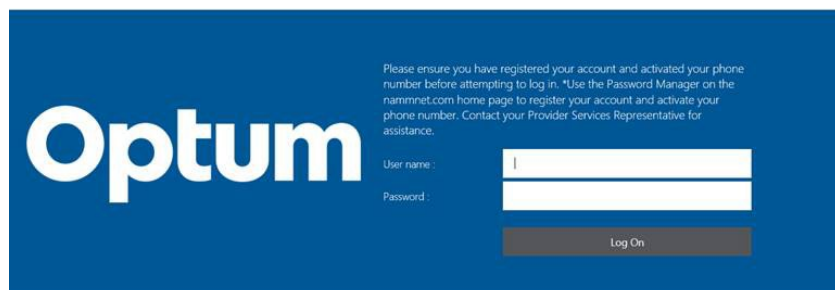 Optum
Please ensure you have registered your account and activated your phone
number before attempting to log in. *Use the Password Manager on the
nammnet.com home page to register your account and activate your
phone number. Contact your Provider Services Representative for
assistance.
User name :
Password :
Log On